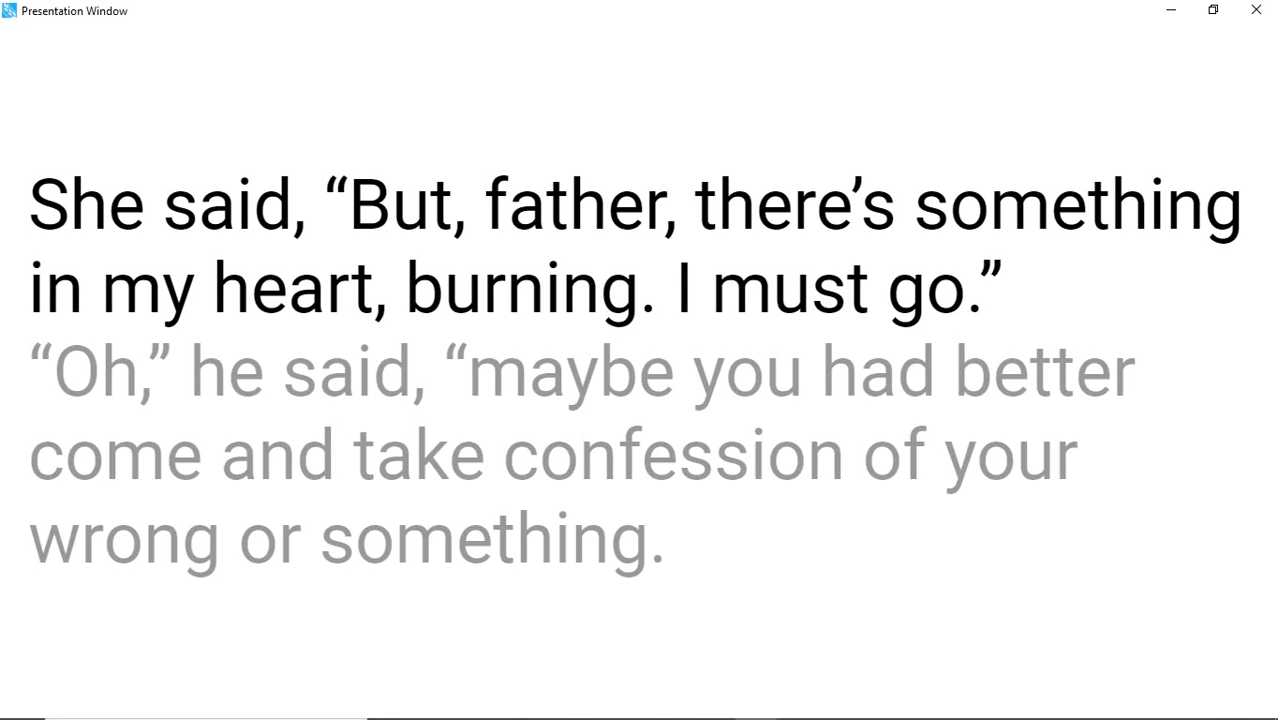 Presentation Window
She said, “But, father, there’s something
in my heart, burning. I must go.”
“Oh,” he said, “maybe you had better
come and take confession of your
wrong or something.